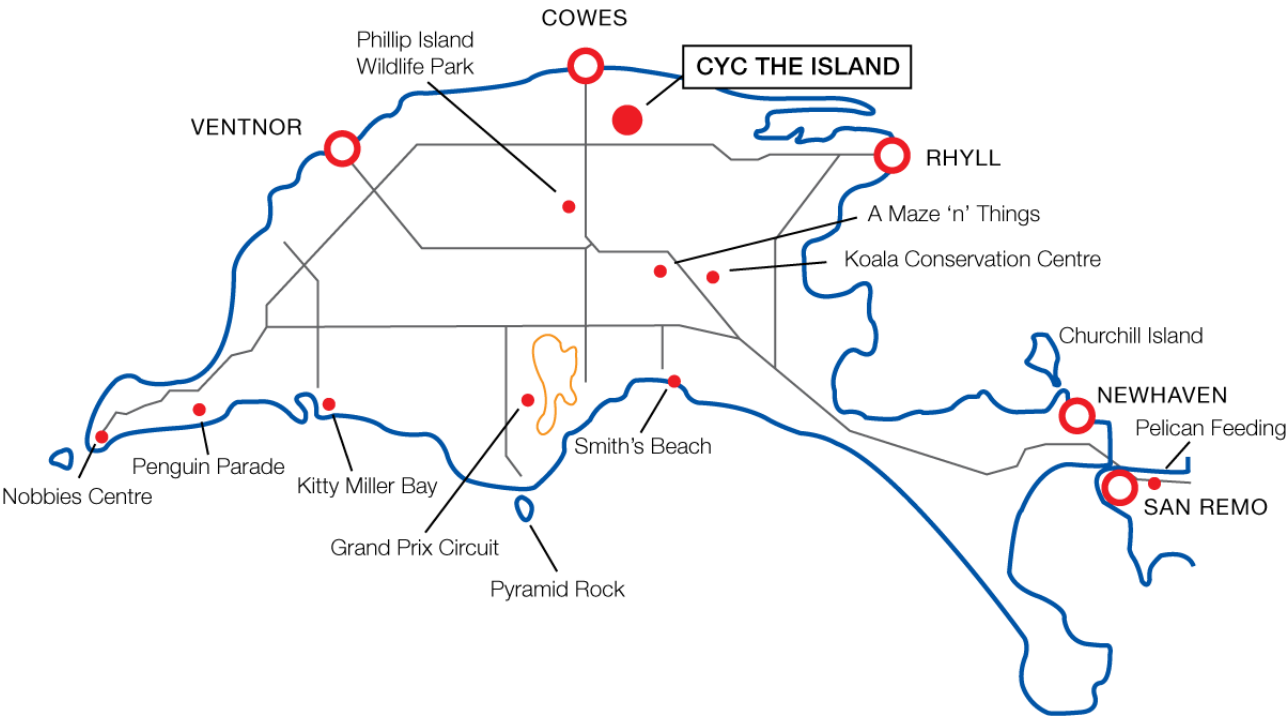 COWES
Phillip Island
Wildlife Park
CYC THE ISLAND
VENTNOR
RHYLL
A Maze ‘n’ Things
Koala Conservation Centre
Churchill Island
NEWHAVEN
Pelican Feeding
Smith’s Beach
Penguin Parade
Kitty Miller Bay
Nobbies Centre
SAN REMO
Grand Prix Circuit
Pyramid Rock